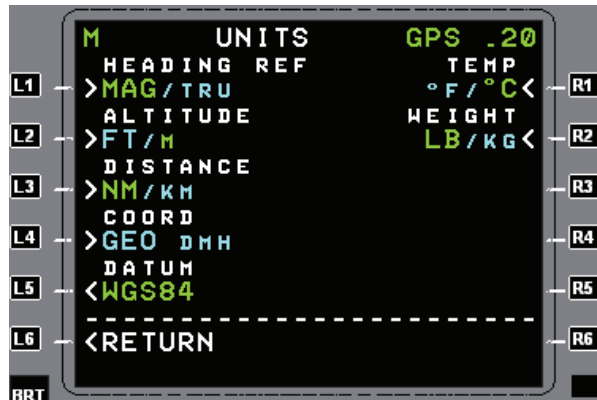 M UNITS GPS .20
HEADING REF TEMP
L1 >MAG/TRU °F/°C< R1
ALTITUDE WEIGHT
L2 >FT/M LB/KG< R2
DISTANCE
L3 >NM/KM R3
COORD
L4 >GEO DMH R4
DATUM
L5 <WGS84 R5
L6 <RETURN R6
BRT